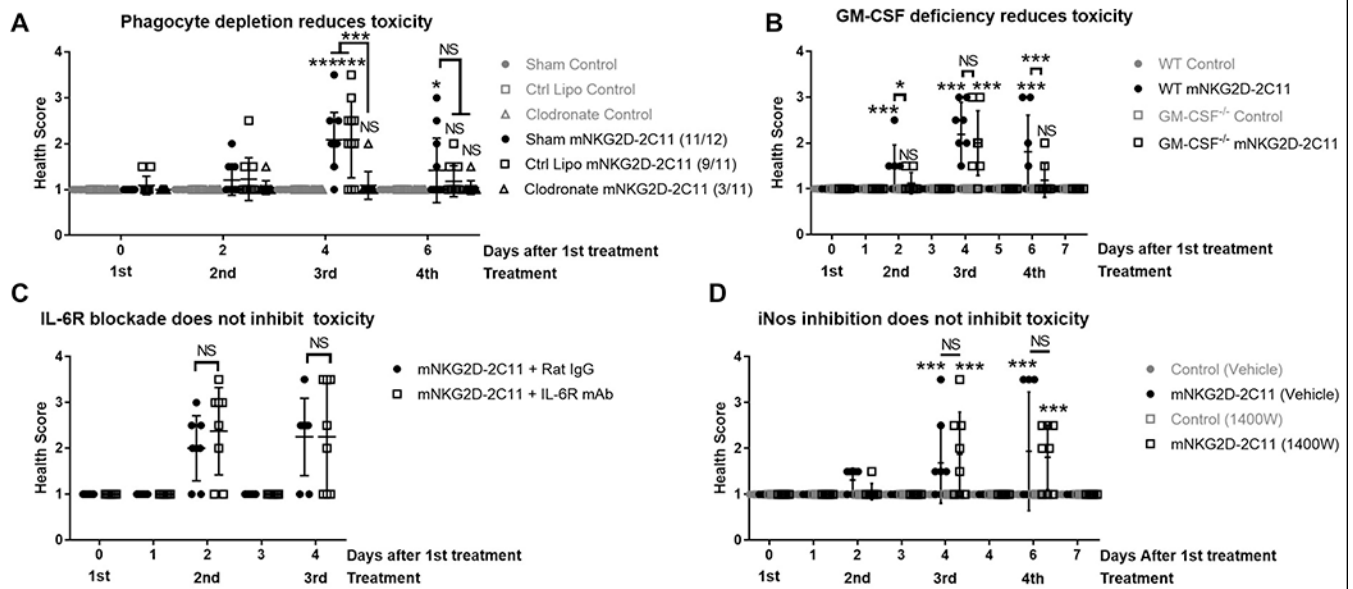 A
Phagocyte depletion reduces toxicity
***
NS
******
*
NS
NS
NS
Health Score
4
3
2
1
0
0 2 4 6 Days after 1st treatment
1st 2nd 3rd 4th Treatment
Sham Control
Ctrl Lipo Control
Clodronate Control
Sham mNKG2D-2C11 (11/12)
Ctrl Lipo mNKG2D-2C11 (9/11)
Clodronate mNKG2D-2C11 (3/11)
B
GM-CSF deficiency reduces toxicity
NS ***
* *** *** ***
***
NS NS
Health Score
4
3
2
1
0
0 1 2 3 4 5 6 7 Days after 1st treatment
1st 2nd 3rd 4th Treatment
WT Control
WT mNKG2D-2C11
GM-CSF-/- Control
GM-CSF-/- mNKG2D-2C11
C
IL-6R blockade does not inhibit toxicity
NS NS
Health Score
4
3
2
1
0
0 1 2 3 4 Days after 1st treatment
1st 2nd 3rd Treatment
mNKG2D-2C11 + Rat IgG
mNKG2D-2C11 + IL-6R mAb
D
iNos inhibition does not inhibit toxicity
NS NS
*** *** ***
***
Health Score
4
3
2
1
0
0 1 2 3 4 4 6 7 Days After 1st treatment
1st 2nd 3rd 4th Treatment
Control (Vehicle)
mNKG2D-2C11 (Vehicle)
Control (1400W)
mNKG2D-2C11 (1400W)